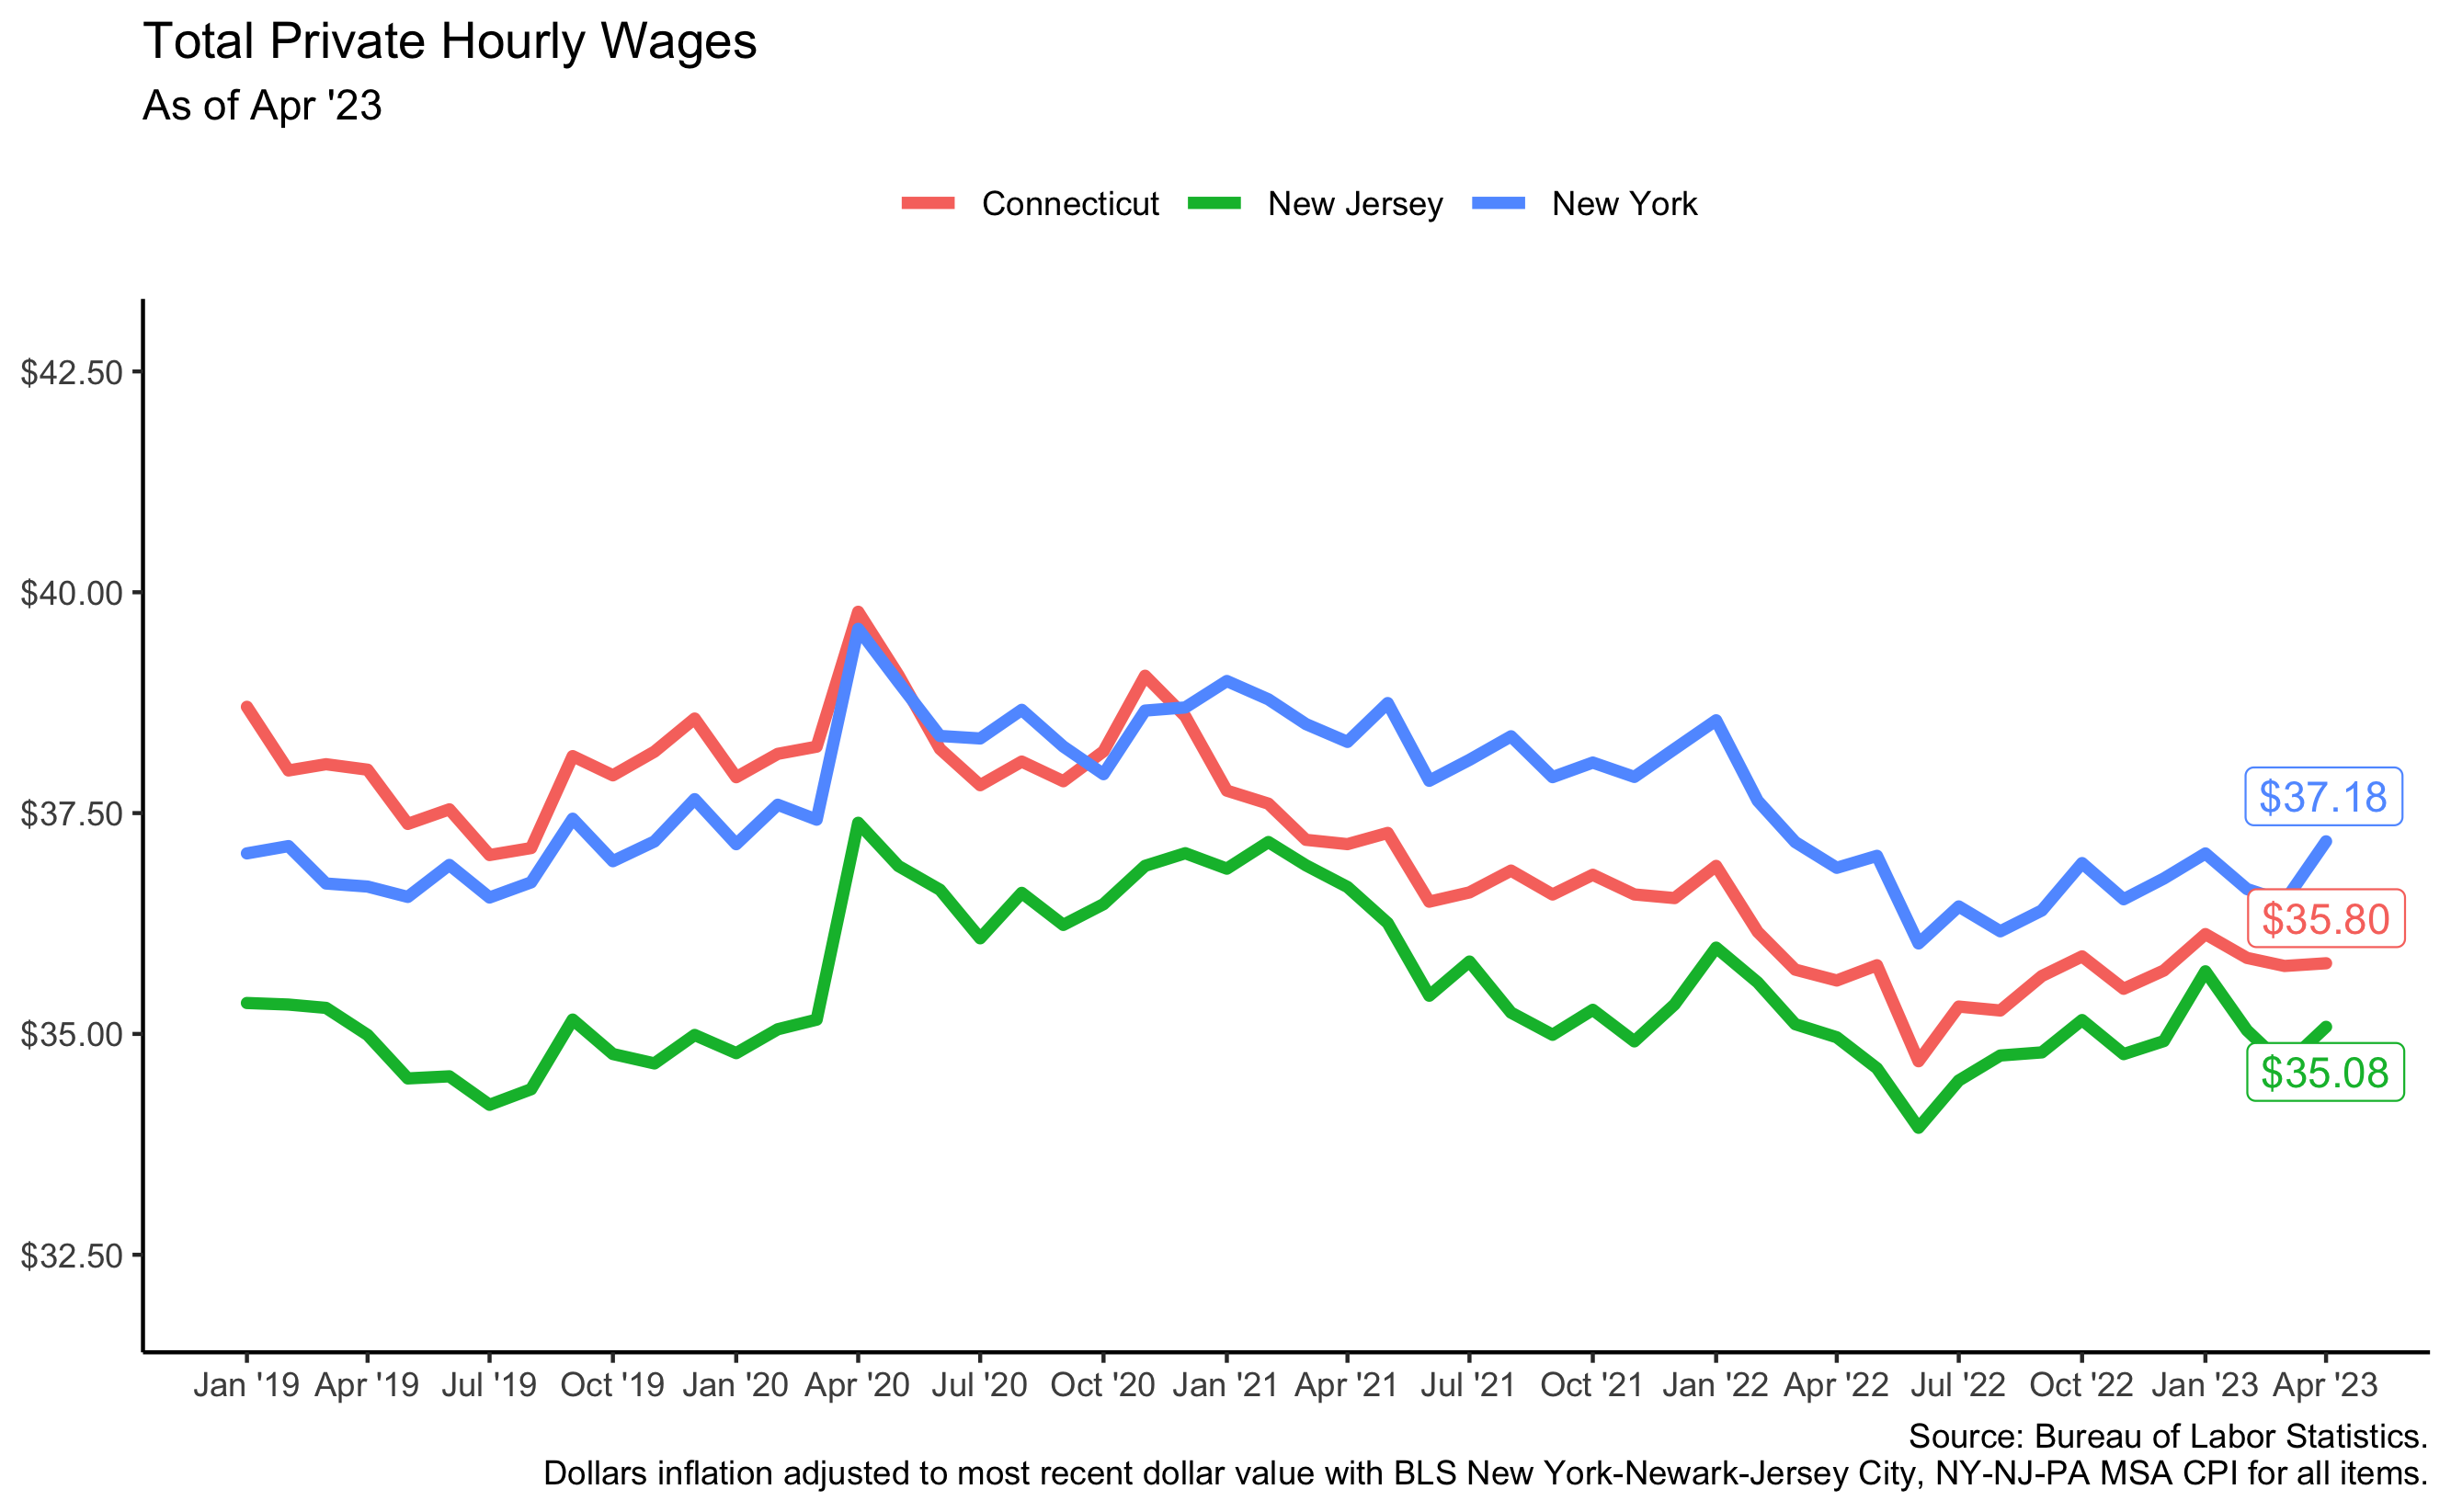 Total Private Hourly Wages
As of Apr '23
Connecticut New Jersey New York
$42.50
$40.00
$37.50
$35.00
$32.50
$37.18
$35.80
$35.08
Jan '19 Apr '19 Jul '19 Oct '19 Jan '20 Apr '20 Jul '20 Oct '20 Jan '21 Apr '21 Jul '21 Oct '21 Jan '22 Apr '22 Jul '22 Oct '22 Jan '23 Apr '23
Source: Bureau of Labor Statistics.
Dollars inflation adjusted to most recent dollar value with BLS New York-Newark-Jersey City, NY-NJ-PA MSA CPI for all items.